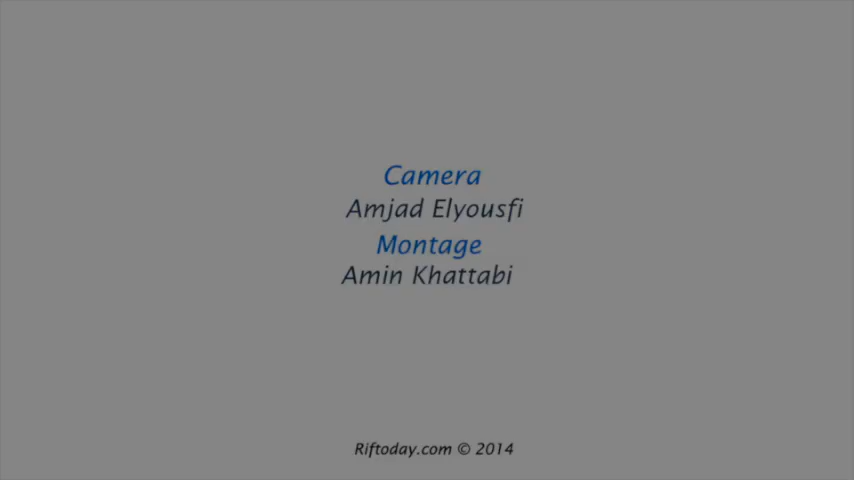 Camera
Amjad Elyousfi
Montage
Amin Khattabi
Riftoday.com © 2014